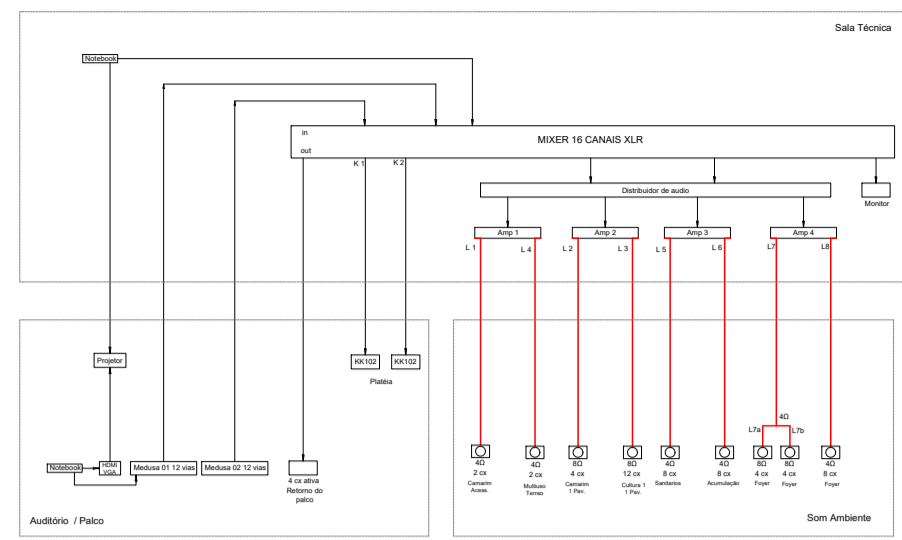 Sala Técnica
Notebook
in
MIXER 16 CANAIS XLR
out
K 1
K 2
Distribuidor de audio
Monitor
Amp 1
Amp 2
Amp 3
Amp 4
L 1
L 4
L 2
L 3
L 5
L 6
L7
L8
Projetor
KK102
KK102
Platéia
4Ω
L7a
L7b
Notebook
HDMI
VGA
Medusa 01 12 vias
Medusa 02 12 vias
4 cx ativa
Retorno do
palco
4Ω
2 cx
Camarim
Acess.
4Ω
2 cx
Multiuso
Terreo
8Ω
4 cx
Camarim
1 Pav.
8Ω
12 cx
Cultura 1
1 Pav.
4Ω
8 cx
Sanitarios
4Ω
8 cx
Acumulação
8Ω
4 cx
Foyer
8Ω
4 cx
Foyer
4Ω
8 cx
Foyer
Auditório / Palco
Som Ambiente